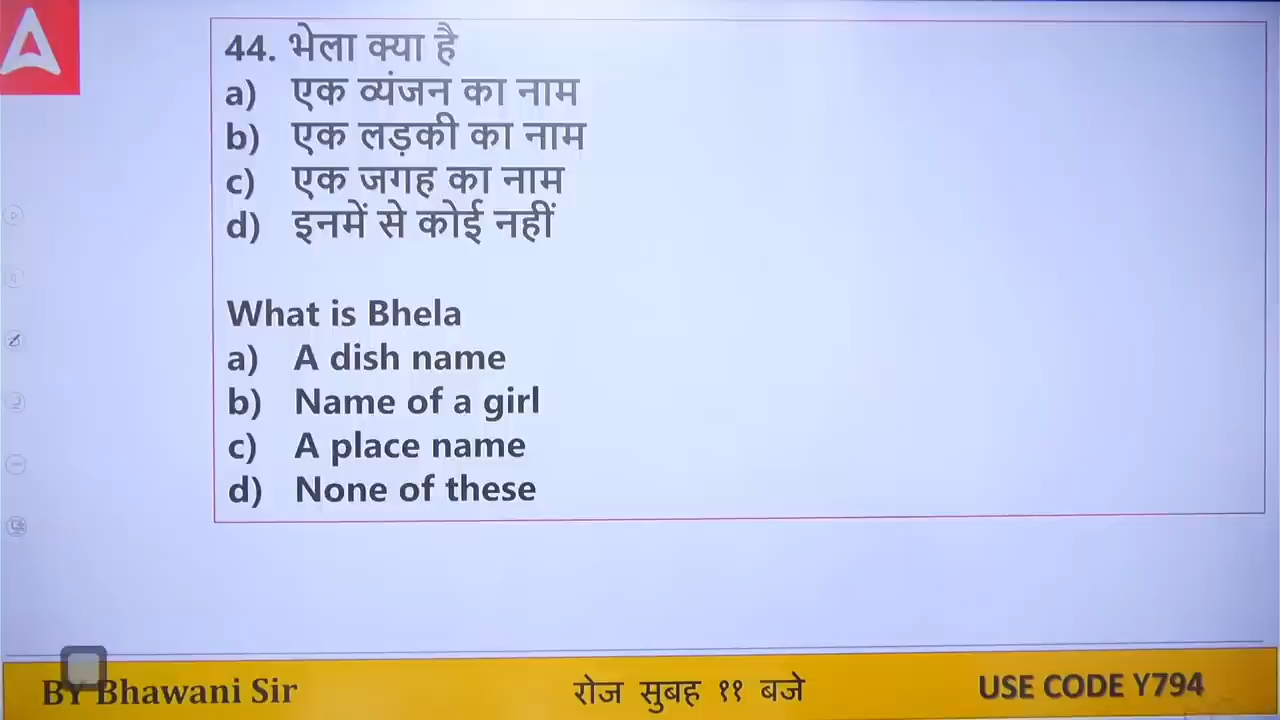 44. भेला क्या है
a) एक व्यंजन का नाम
b) एक लड़की का नाम
c) एक जगह का नाम
d) इनमें से कोई नहीं
What is Bhela
a) A dish name
b) Name of a girl
c) A place name
d) None of these
BY Bhawani Sir
रोज सुबह ११ बजे
USE CODE Y794